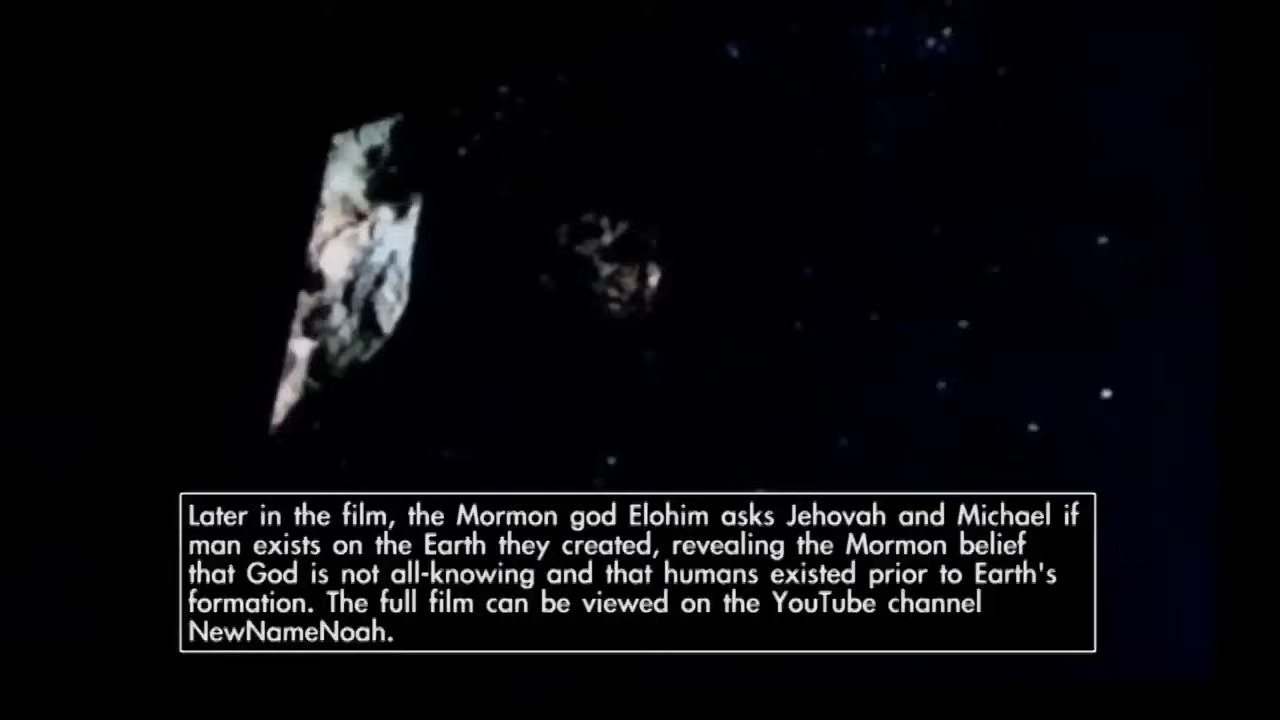 Later in the film, the Mormon god Elohim asks Jehovah and Michael if
man exists on the Earth they created, revealing the Mormon belief
that God is not all-knowing and that humans existed prior to Earth's
formation. The full film can be viewed on the YouTube channel
NewNameNoah.